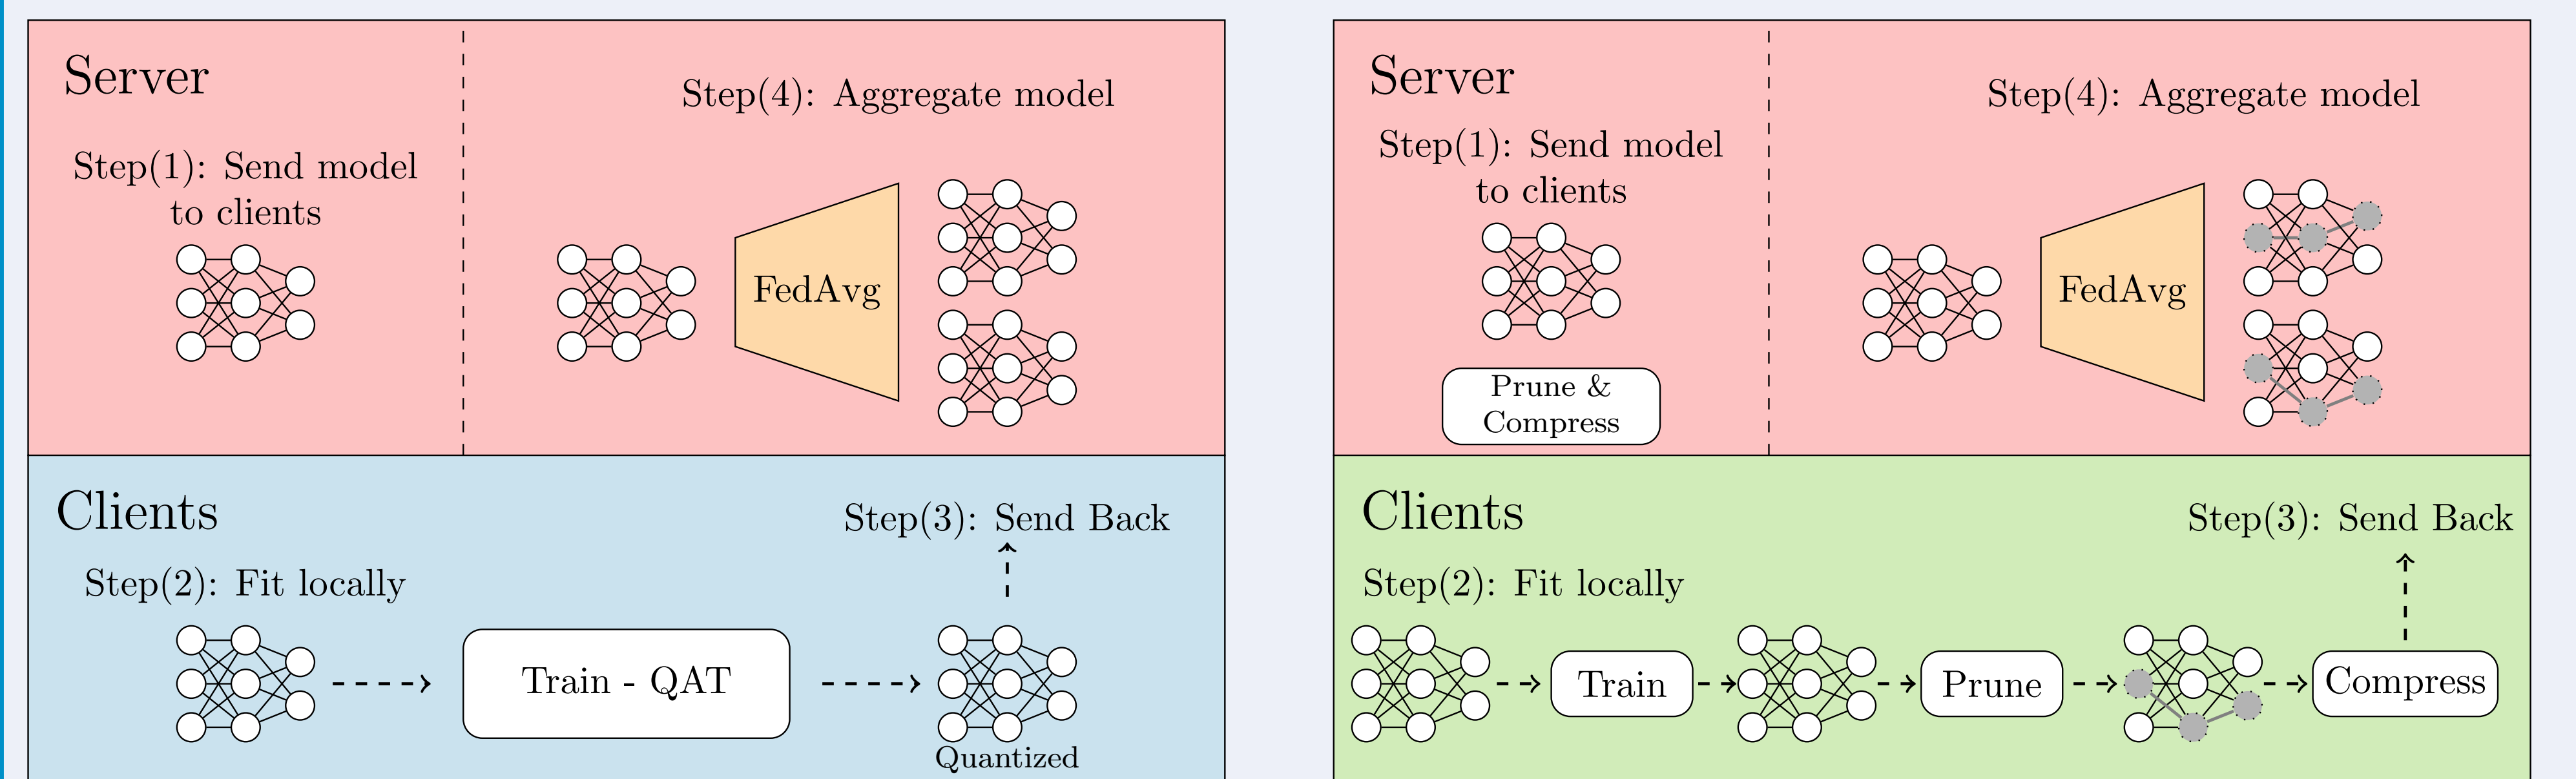 Server
Step(1): Send model
to clients
Step(4): Aggregate model
FedAvg
Clients
Step(2): Fit locally
Step(3): Send Back
Train - QAT
Quantized
Server
Step(1): Send model
to clients
Prune &
Compress
Step(4): Aggregate model
FedAvg
Clients
Step(2): Fit locally
Step(3): Send Back
Train
Prune
Compress